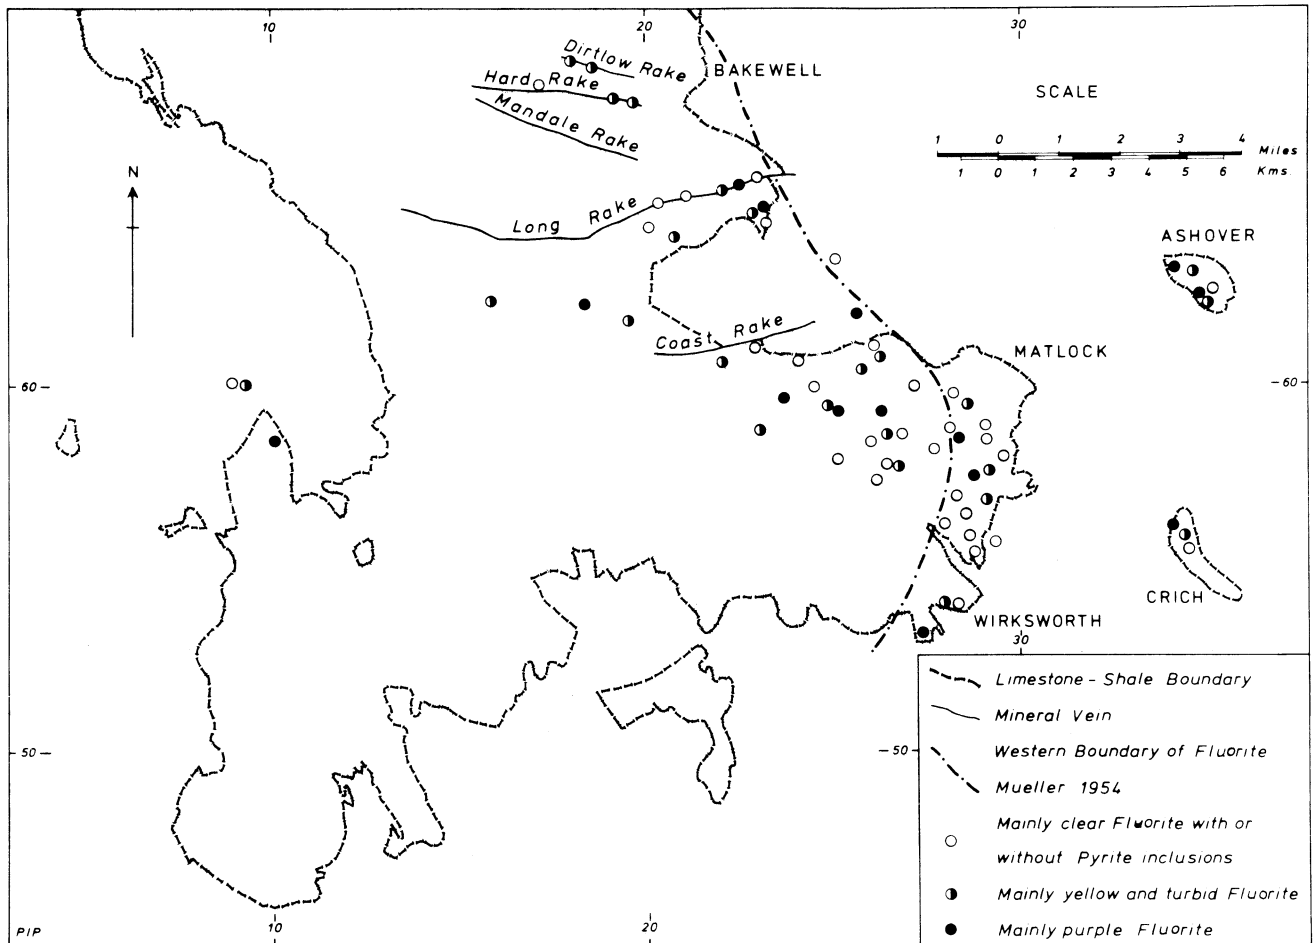 10
20
30
Dirtlow Rake
BAKEWELL
Hard Rake
Mandale Rake
SCALE
1 0 1 2 3 4 Miles
1 0 1 2 3 4 5 6 Kms.
N
Long Rake
ASHOVER
Coast Rake
MATLOCK
60
60
CRICH
WIRKSWORTH
30
50
50
Limestone - Shale Boundary
Mineral Vein
Western Boundary of Fluorite
Mueller 1954
Mainly clear Fluorite with or
without Pyrite inclusions
Mainly yellow and turbid Fluorite
Mainly purple Fluorite
PIP
10
20